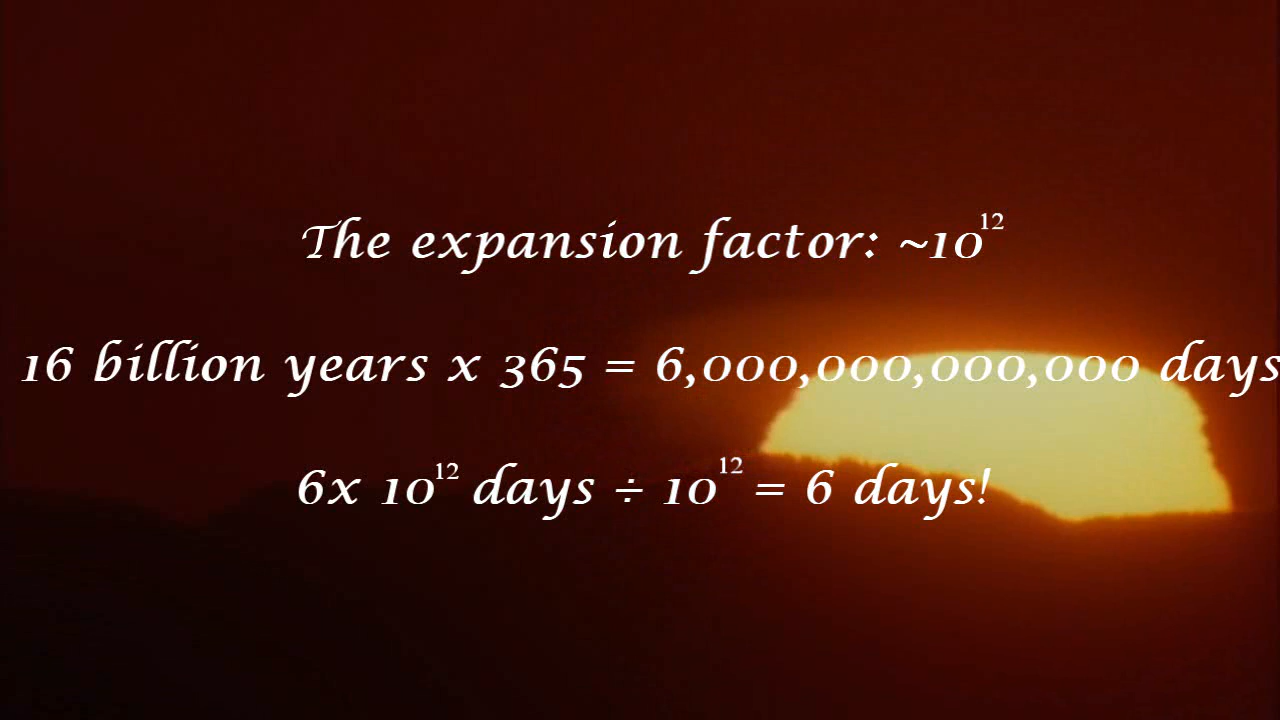 The expansion factor: ~10¹²
16 billion years x 365 = 6,000,000,000,000 days
6x 10¹² days ÷ 10¹² = 6 days!